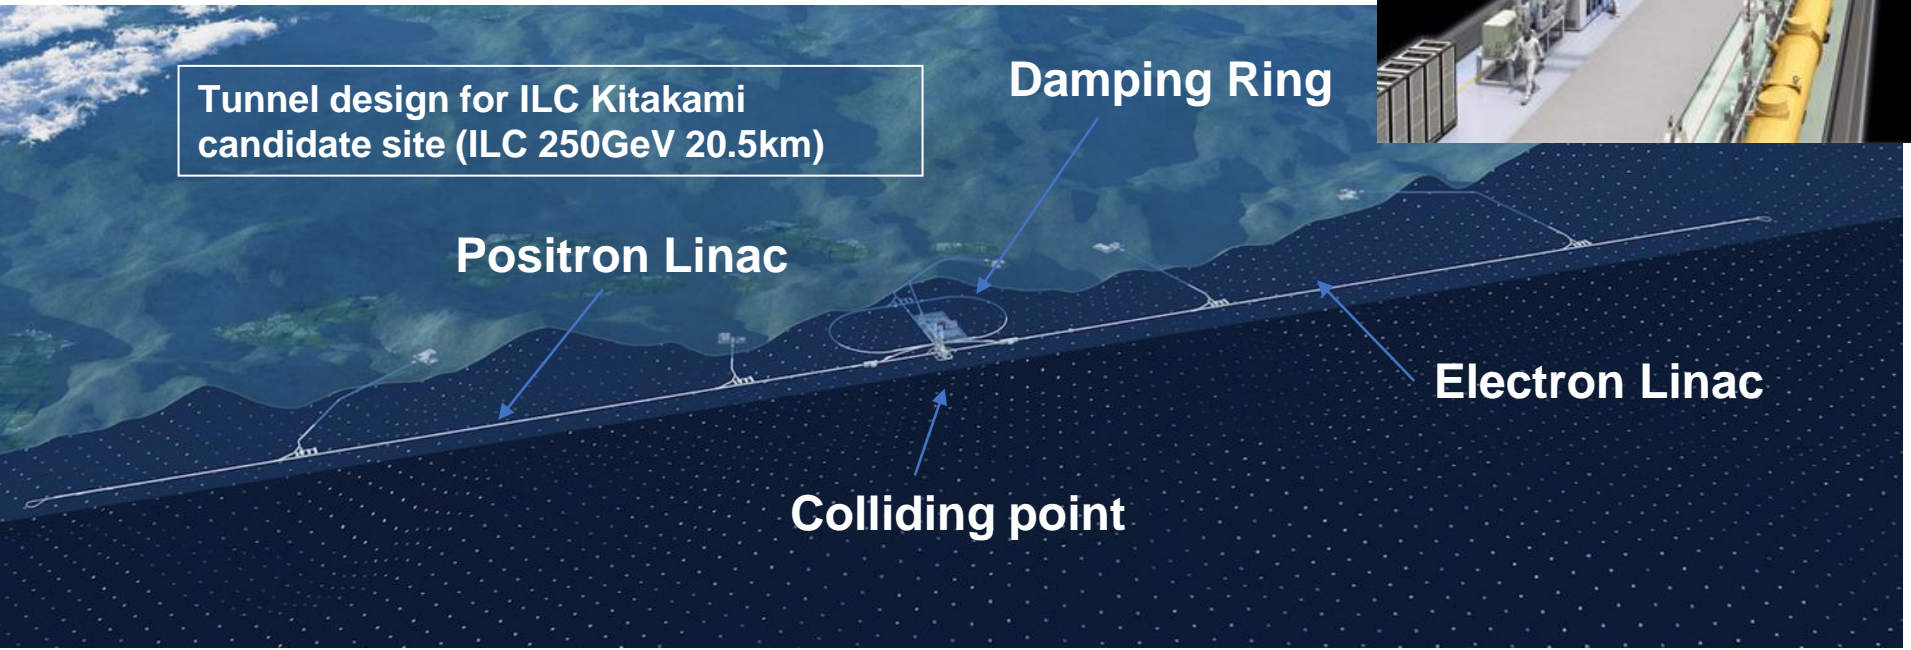 Tunnel design for ILC Kitakami
candidate site (ILC 250GeV 20.5km)
Damping Ring
Positron Linac
Electron Linac
Colliding point